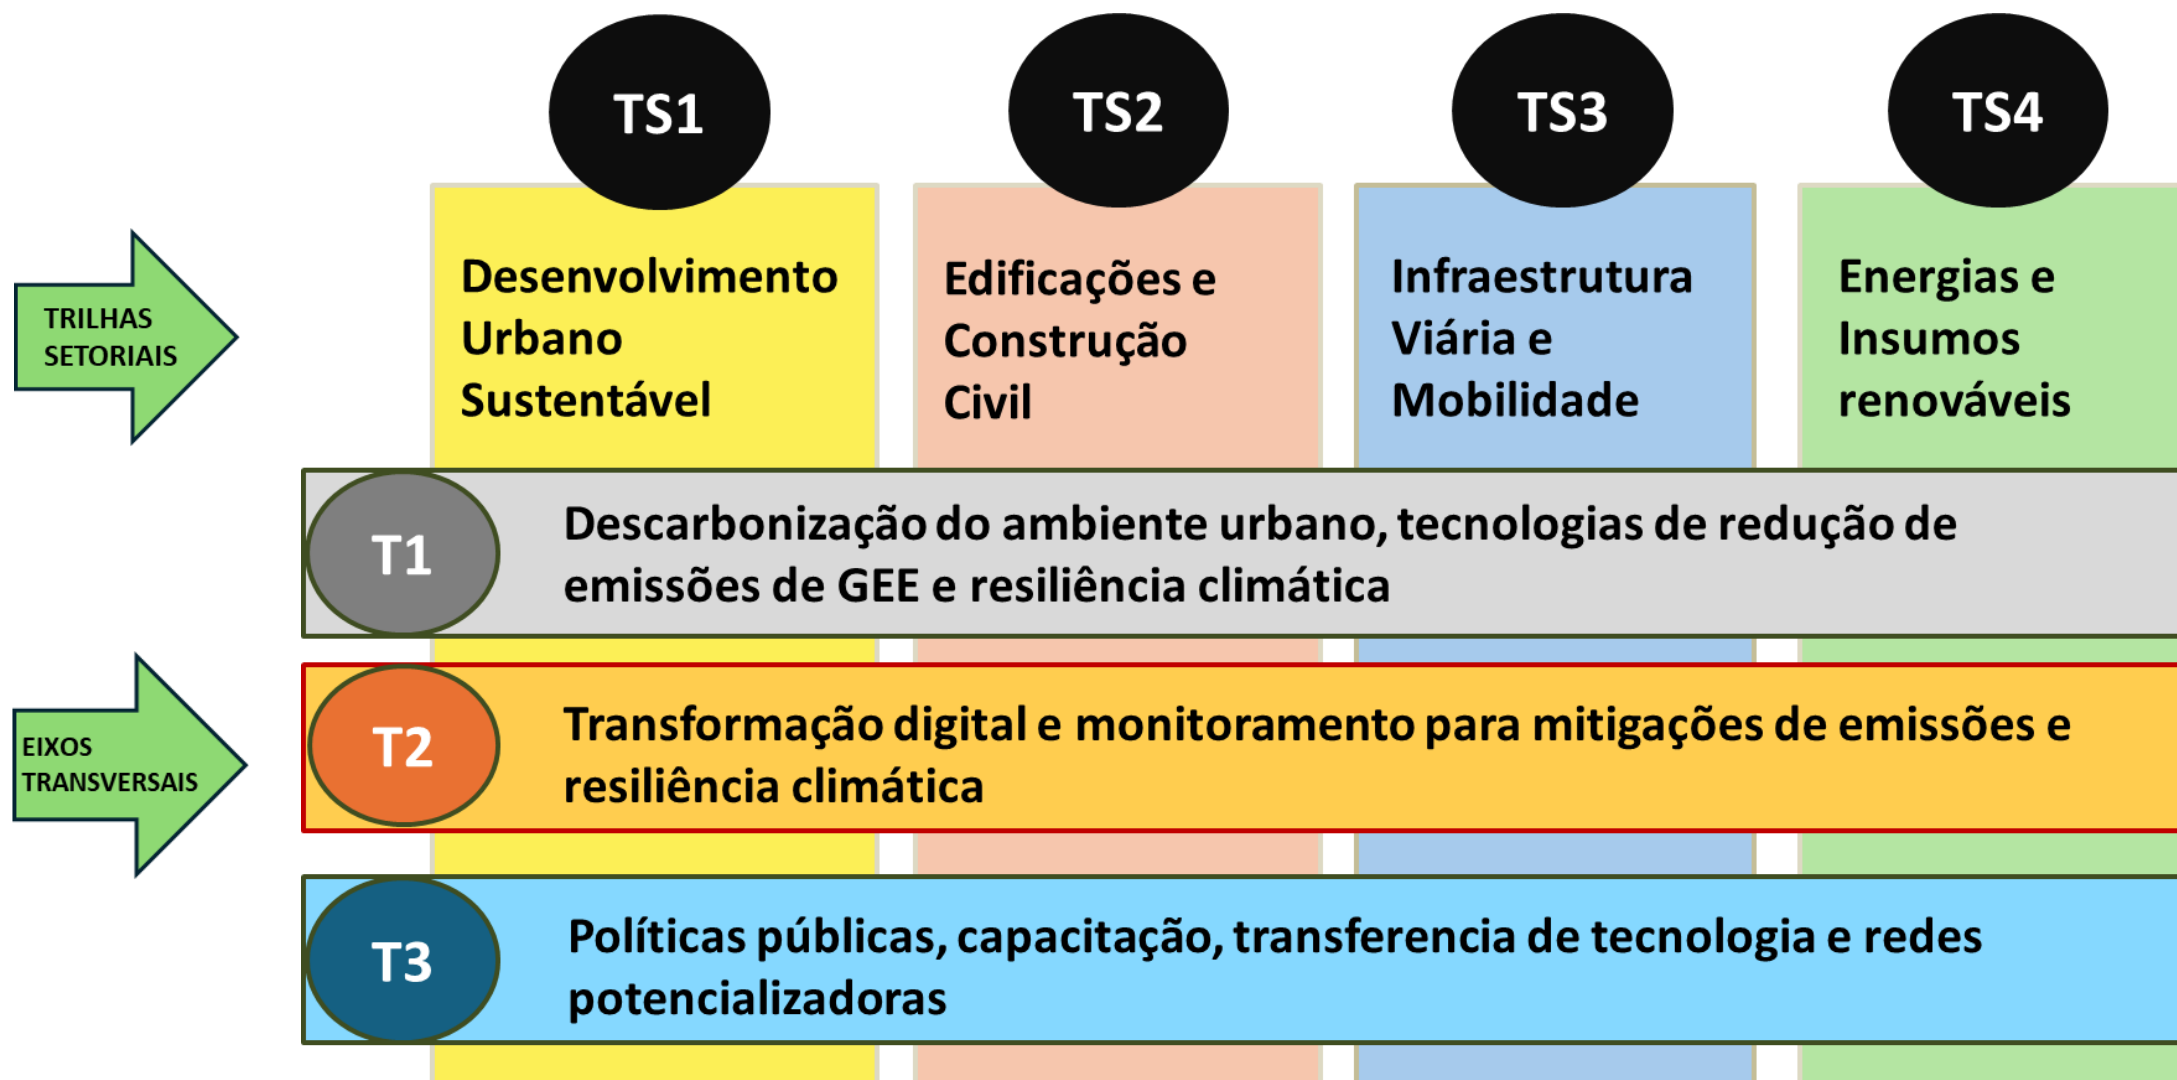 TS1
TS2
TS3
TS4
TRILHAS
SETORIAIS
Desenvolvimento
Urbano
Sustentável
Edificações e
Construção
Civil
Infraestrutura
Viária e
Mobilidade
Energias e
Insumos
renováveis
T1
Descarbonização do ambiente urbano, tecnologias de redução de
emissões de GEE e resiliência climática
EIXOS
TRANSVERSAIS
T2
Transformação digital e monitoramento para mitigações de emissões e
resiliência climática
T3
Políticas públicas, capacitação, transferencia de tecnologia e redes
potencializadoras